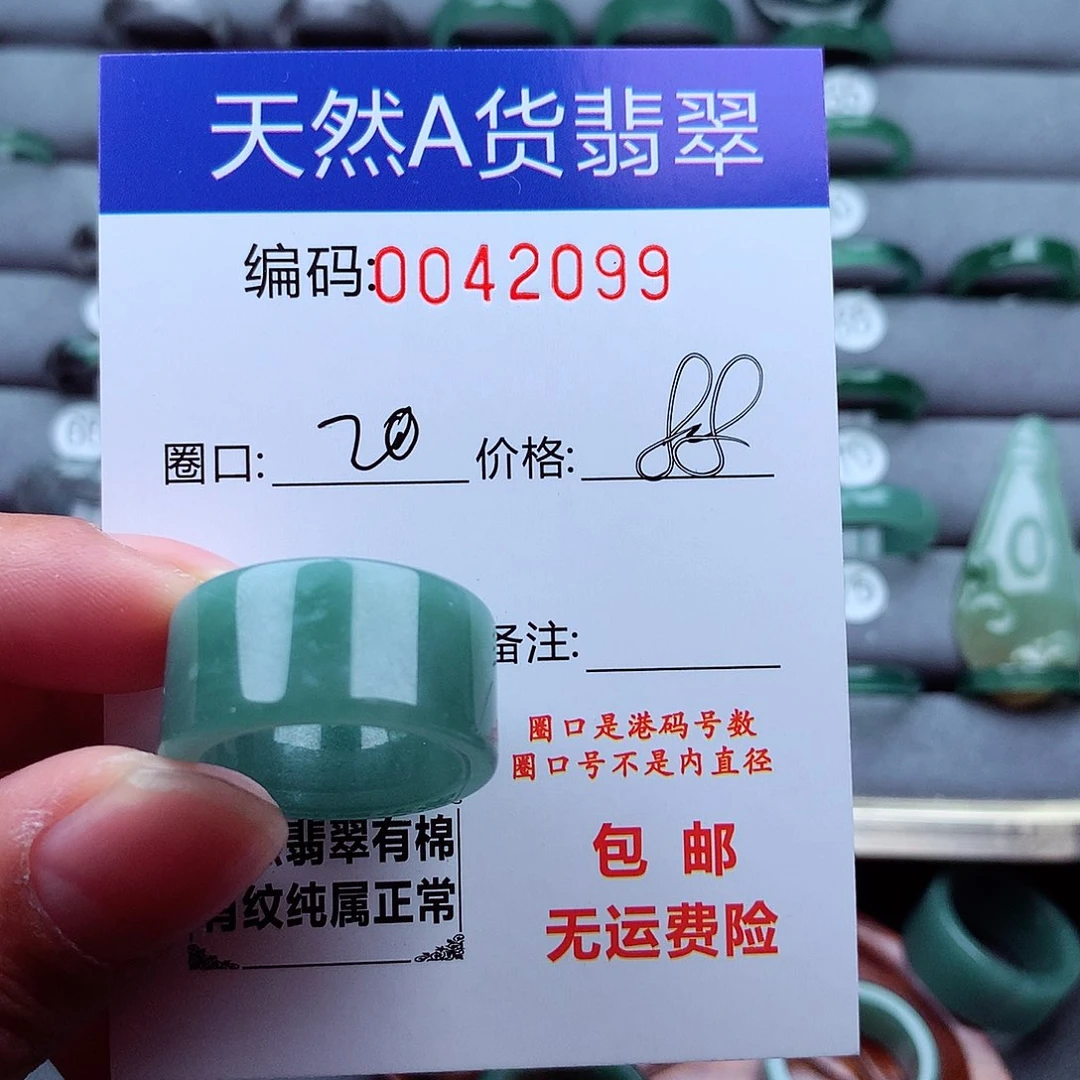 天然A货翡翠
编码:0042099
圈口: 20 价格: 88
备注:
圈口是港码号数
圈口号不是内直径
翡翠有棉
有纹纯属正常
包邮
无运费险